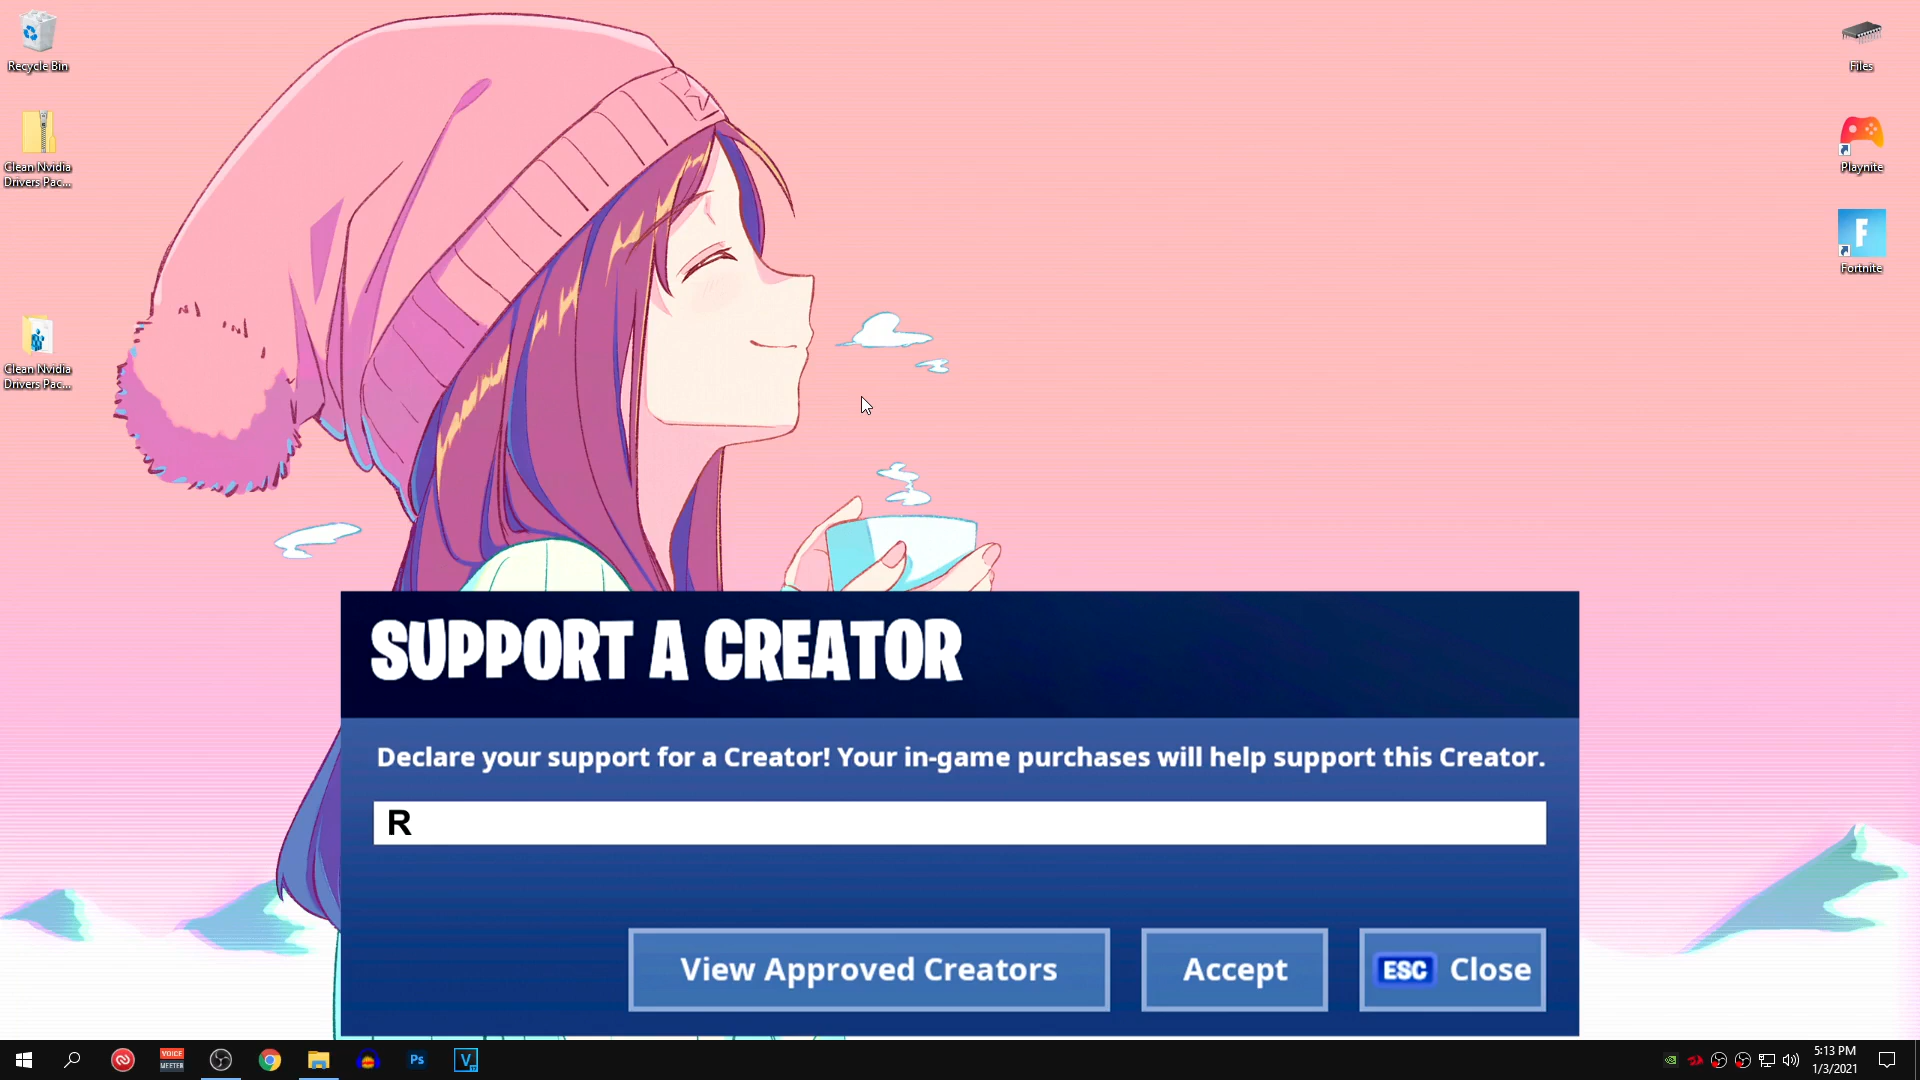 Recycle Bin
Clean Nvidia
Drivers Pac...
Clean Nvidia
Drivers Pac...
Files
Playnite
F
Fortnite
SUPPORT A CREATOR
Declare your support for a Creator! Your in-game purchases will help support this Creator.
R
View Approved Creators
Accept
ESC Close
VOICE
MEETER
Ps
V
5:13 PM
1/3/2021